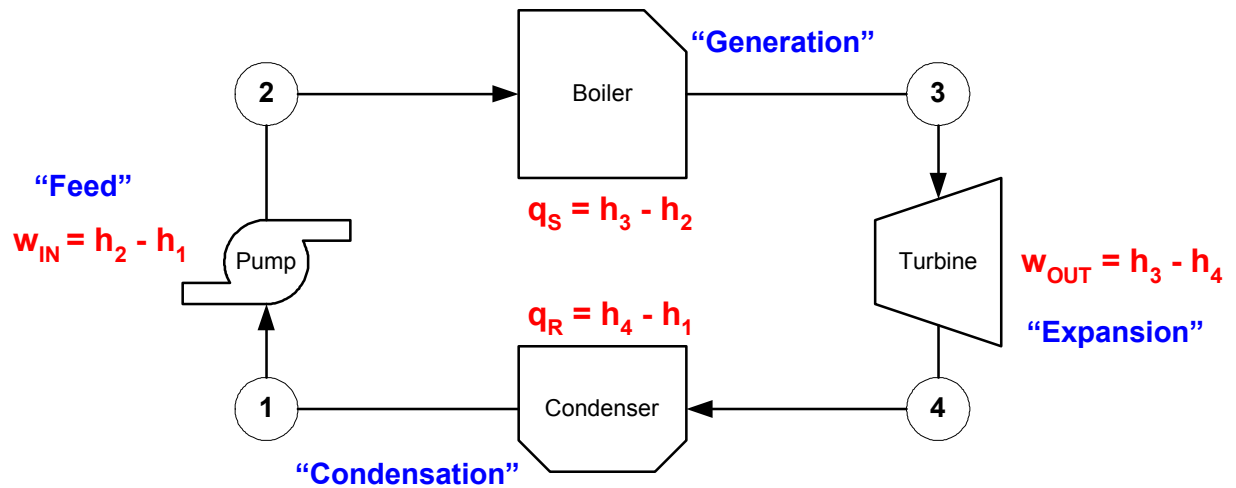 “Generation”
2
Boiler
3
“Feed”
q_S = h_3 - h_2
w_IN = h_2 - h_1
Pump
Turbine
w_OUT = h_3 - h_4
q_R = h_4 - h_1
“Expansion”
1
Condenser
4
“Condensation”